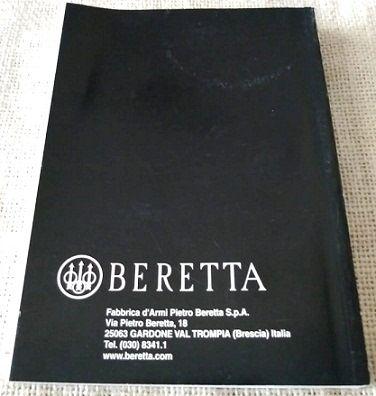 BERETTA
Fabbrica d'Armi Pietro Beretta S.p.A.
Via Pietro Beretta, 18
25063 GARDONE VAL TROMPIA (Brescia) Italia
Tel. (030) 8341.1
www.beretta.com